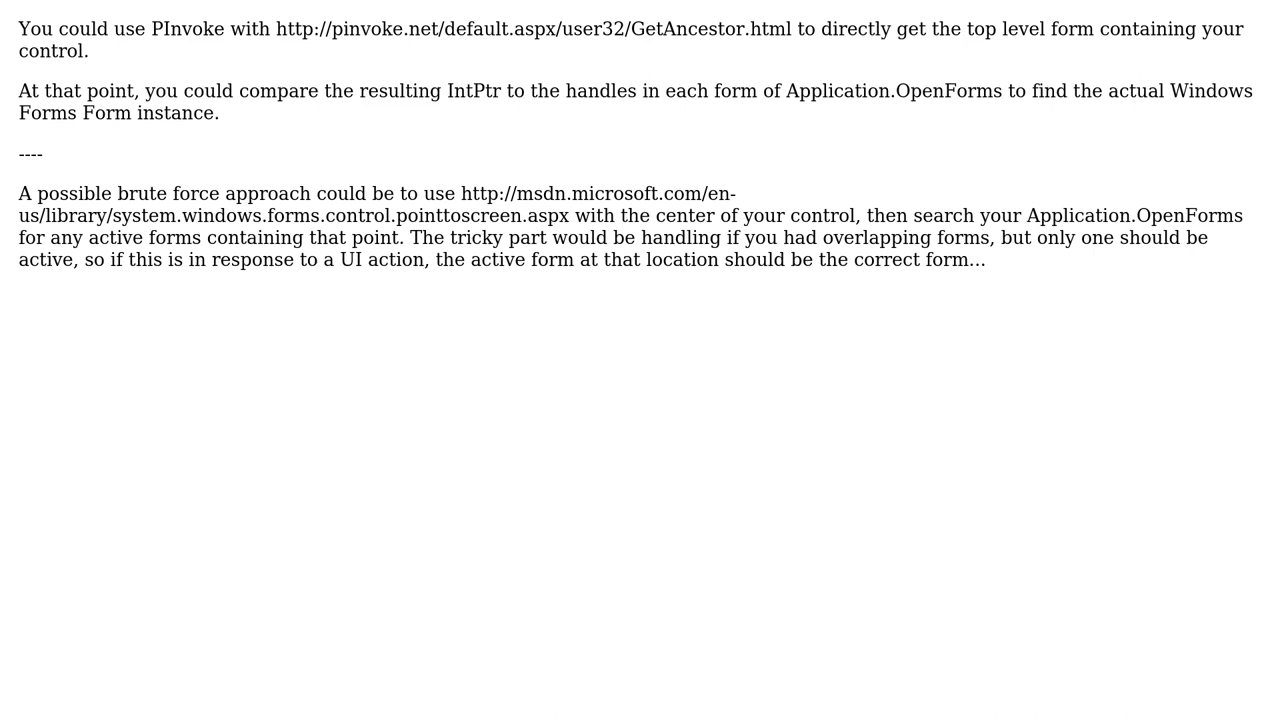 You could use PInvoke with http://pinvoke.net/default.aspx/user32/GetAncestor.html to directly get the top level form containing your
control.
At that point, you could compare the resulting IntPtr to the handles in each form of Application.OpenForms to find the actual Windows
Forms Form instance.
----
A possible brute force approach could be to use http://msdn.microsoft.com/en-
us/library/system.windows.forms.control.pointtoscreen.aspx with the center of your control, then search your Application.OpenForms
for any active forms containing that point. The tricky part would be handling if you had overlapping forms, but only one should be
active, so if this is in response to a UI action, the active form at that location should be the correct form...